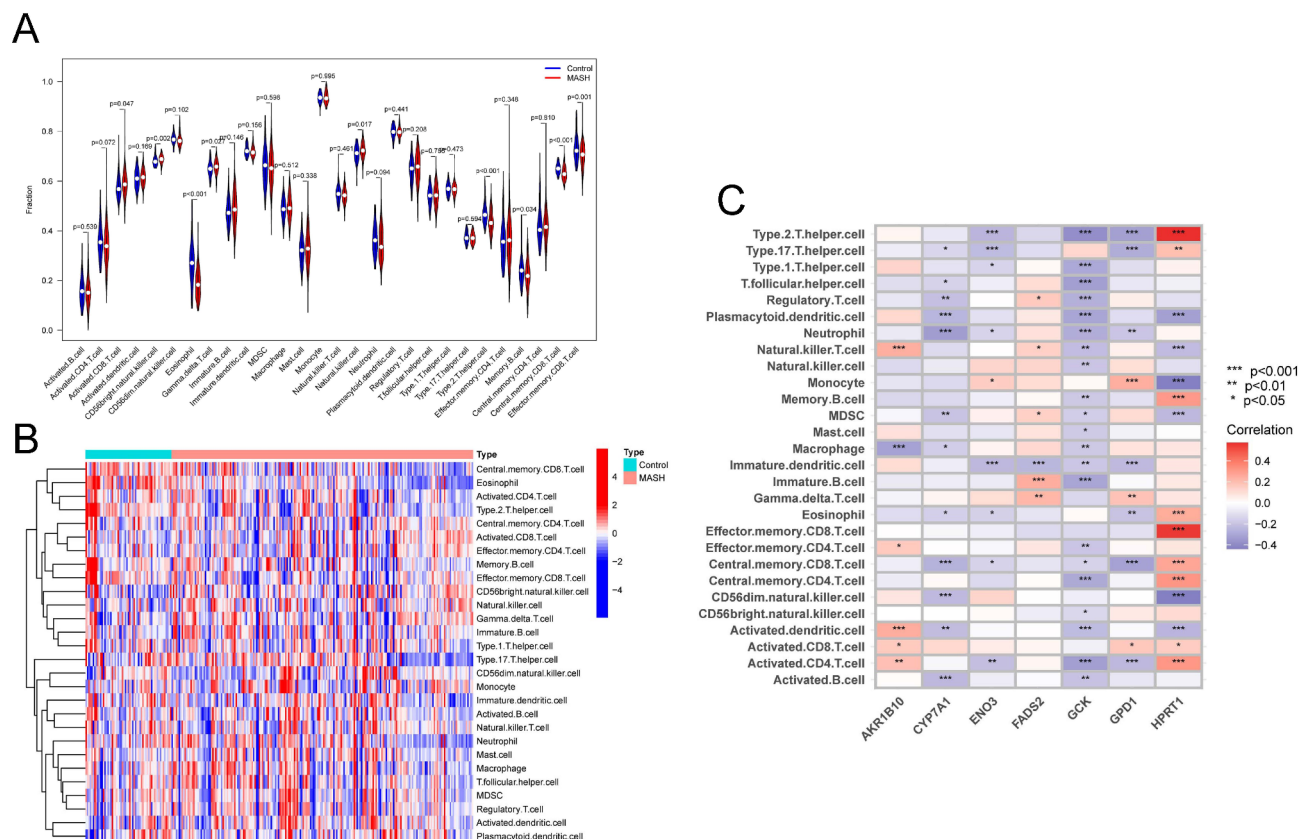 A
Control
MASH
Fraction
1.0
0.8
0.6
0.4
0.2
0.0
p=0.539
p=0.072
p=0.047
p=0.169
p=0.002
p=0.102
p<0.001
p=0.027
p=0.146
p=0.156
p=0.596
p=0.512
p=0.338
p=0.995
p=0.461
p=0.017
p=0.094
p=0.441
p=0.208
p=0.473
p=0.594
p<0.001
p=0.348
p=0.034
p=0.810
p<0.001
p=0.001
Activated.B.cell
Activated.CD4.T.cell
Activated.CD8.T.cell
Activated.dendritic.cell
CD56bright.natural.killer.cell
CD56dim.natural.killer.cell
Eosinophil
Gamma.delta.T.cell
Immature.B.cell
Immature.dendritic.cell
MDSC
Macrophage
Mast.cell
Monocyte
Natural.killer.T.cell
Natural.killer.cell
Neutrophil
Plasmacytoid.dendritic.cell
Regulatory.T.cell
T.follicular.helper.cell
Type.1.T.helper.cell
Type.17.T.helper.cell
Type.2.T.helper.cell
Effector.memory.CD4.T.cell
Memory.B.cell
Central.memory.CD4.T.cell
Central.memory.CD8.T.cell
Effector.memory.CD8.T.cell
B
Type
Central.memory.CD8.T.cell
Eosinophil
Activated.CD4.T.cell
Type.2.T.helper.cell
Central.memory.CD4.T.cell
Activated.CD8.T.cell
Effector.memory.CD4.T.cell
Memory.B.cell
Effector.memory.CD8.T.cell
CD56bright.natural.killer.cell
Natural.killer.cell
Gamma.delta.T.cell
Immature.B.cell
Type.1.T.helper.cell
Type.17.T.helper.cell
CD56dim.natural.killer.cell
Monocyte
Immature.dendritic.cell
Activated.B.cell
Natural.killer.T.cell
Neutrophil
Mast.cell
Macrophage
T.follicular.helper.cell
MDSC
Regulatory.T.cell
Activated.dendritic.cell
Plasmacytoid.dendritic.cell
4
2
0
−2
−4
Type
Control
MASH
C
Type.2.T.helper.cell *** *** *** ***
Type.17.T.helper.cell * *** *** **
Type.1.T.helper.cell * ***
T.follicular.helper.cell * ***
Regulatory.T.cell ** * ***
Plasmacytoid.dendritic.cell *** *** ***
Neutrophil *** * *** **
Natural.killer.T.cell *** * ** ***
Natural.killer.cell **
Monocyte * *** ***
Memory.B.cell ** ***
MDSC ** * * ***
Mast.cell *
Macrophage *** * **
Immature.dendritic.cell *** *** ** ***
Immature.B.cell *** ***
Gamma.delta.T.cell ** **
Eosinophil * * ** ***
Effector.memory.CD8.T.cell ***
Effector.memory.CD4.T.cell * **
Central.memory.CD8.T.cell *** * * *** ***
Central.memory.CD4.T.cell *** ***
CD56dim.natural.killer.cell *** ***
CD56bright.natural.killer.cell *
Activated.dendritic.cell *** ** *** ***
Activated.CD8.T.cell * * *
Activated.CD4.T.cell ** ** *** *** ***
Activated.B.cell *** **
AKR1B10
CYP7A1
ENO3
FADS2
GCK
GPD1
HPRT1
*** p<0.001
** p<0.01
* p<0.05
Correlation
0.4
0.2
0.0
−0.2
−0.4